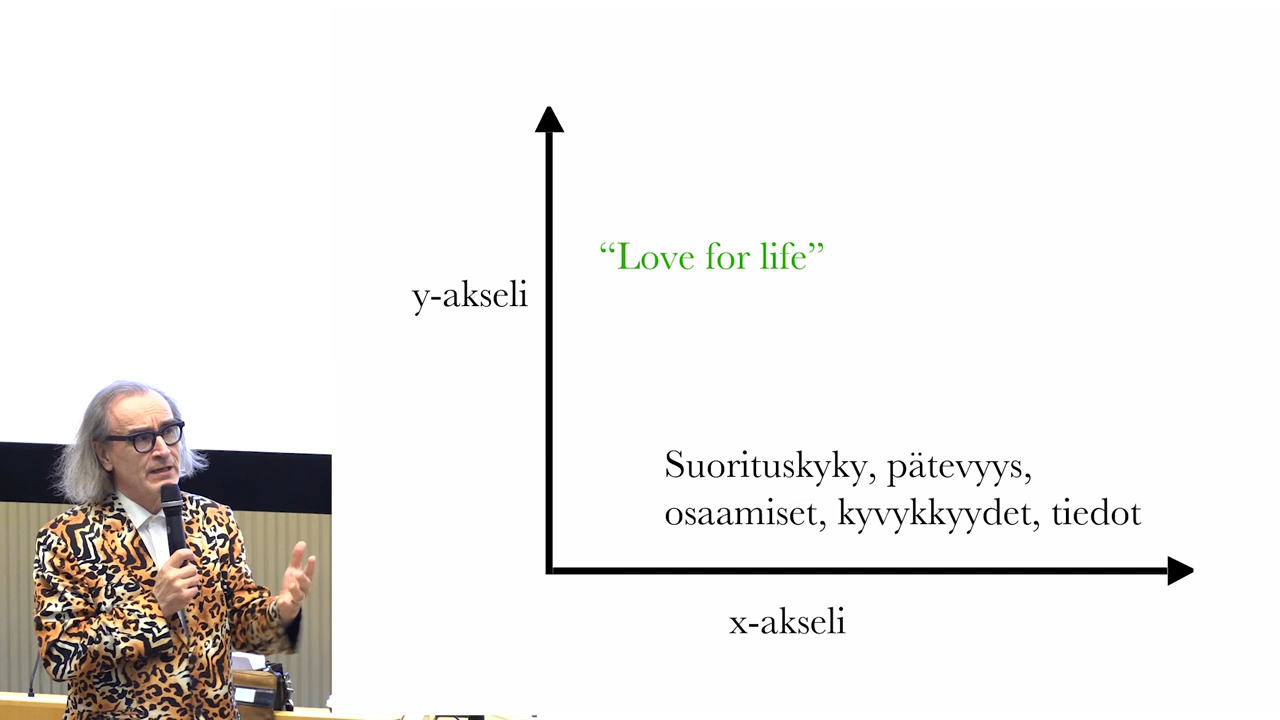 “Love for life”
y-akseli
Suorituskyky, pätevyys,
osaamiset, kyvykkyydet, tiedot
x-akseli